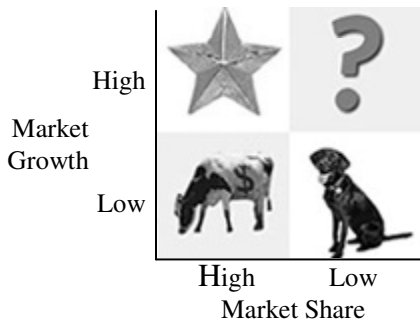 ?
High
Market
Growth
$
Low
High Low
Market Share